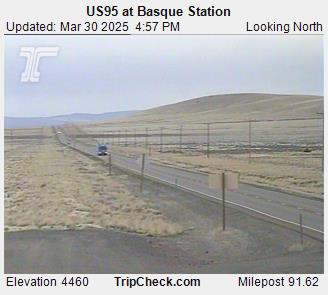 US95 at Basque Station
Updated: Mar 30 2025 4:57 PM Looking North
Elevation 4460 TripCheck.com Milepost 91.62